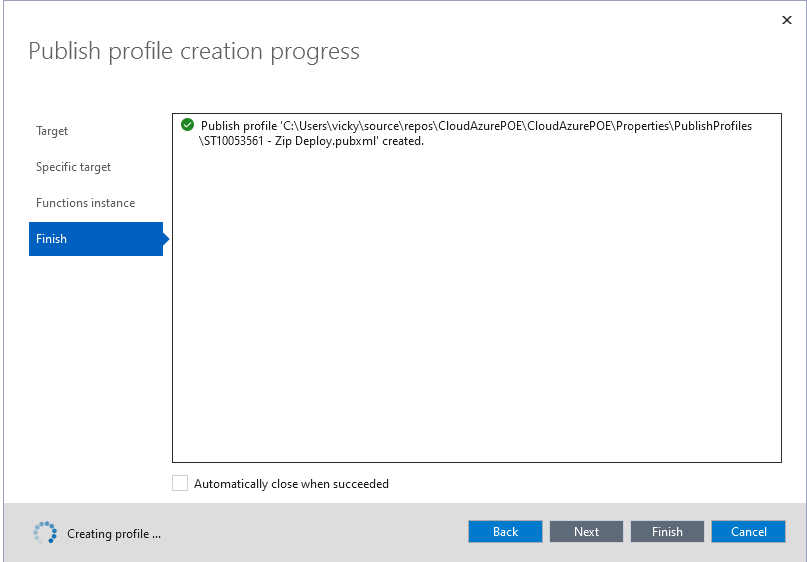 Publish profile creation progress
Target
Specific target
Functions instance
Finish
Publish profile 'C:\Users\vicky\source\repos\CloudAzurePOE\CloudAzurePOE\Properties\PublishProfiles
\ST10053561 - Zip Deploy.pubxml' created.
Automatically close when succeeded
Creating profile ...
Back
Next
Finish
Cancel